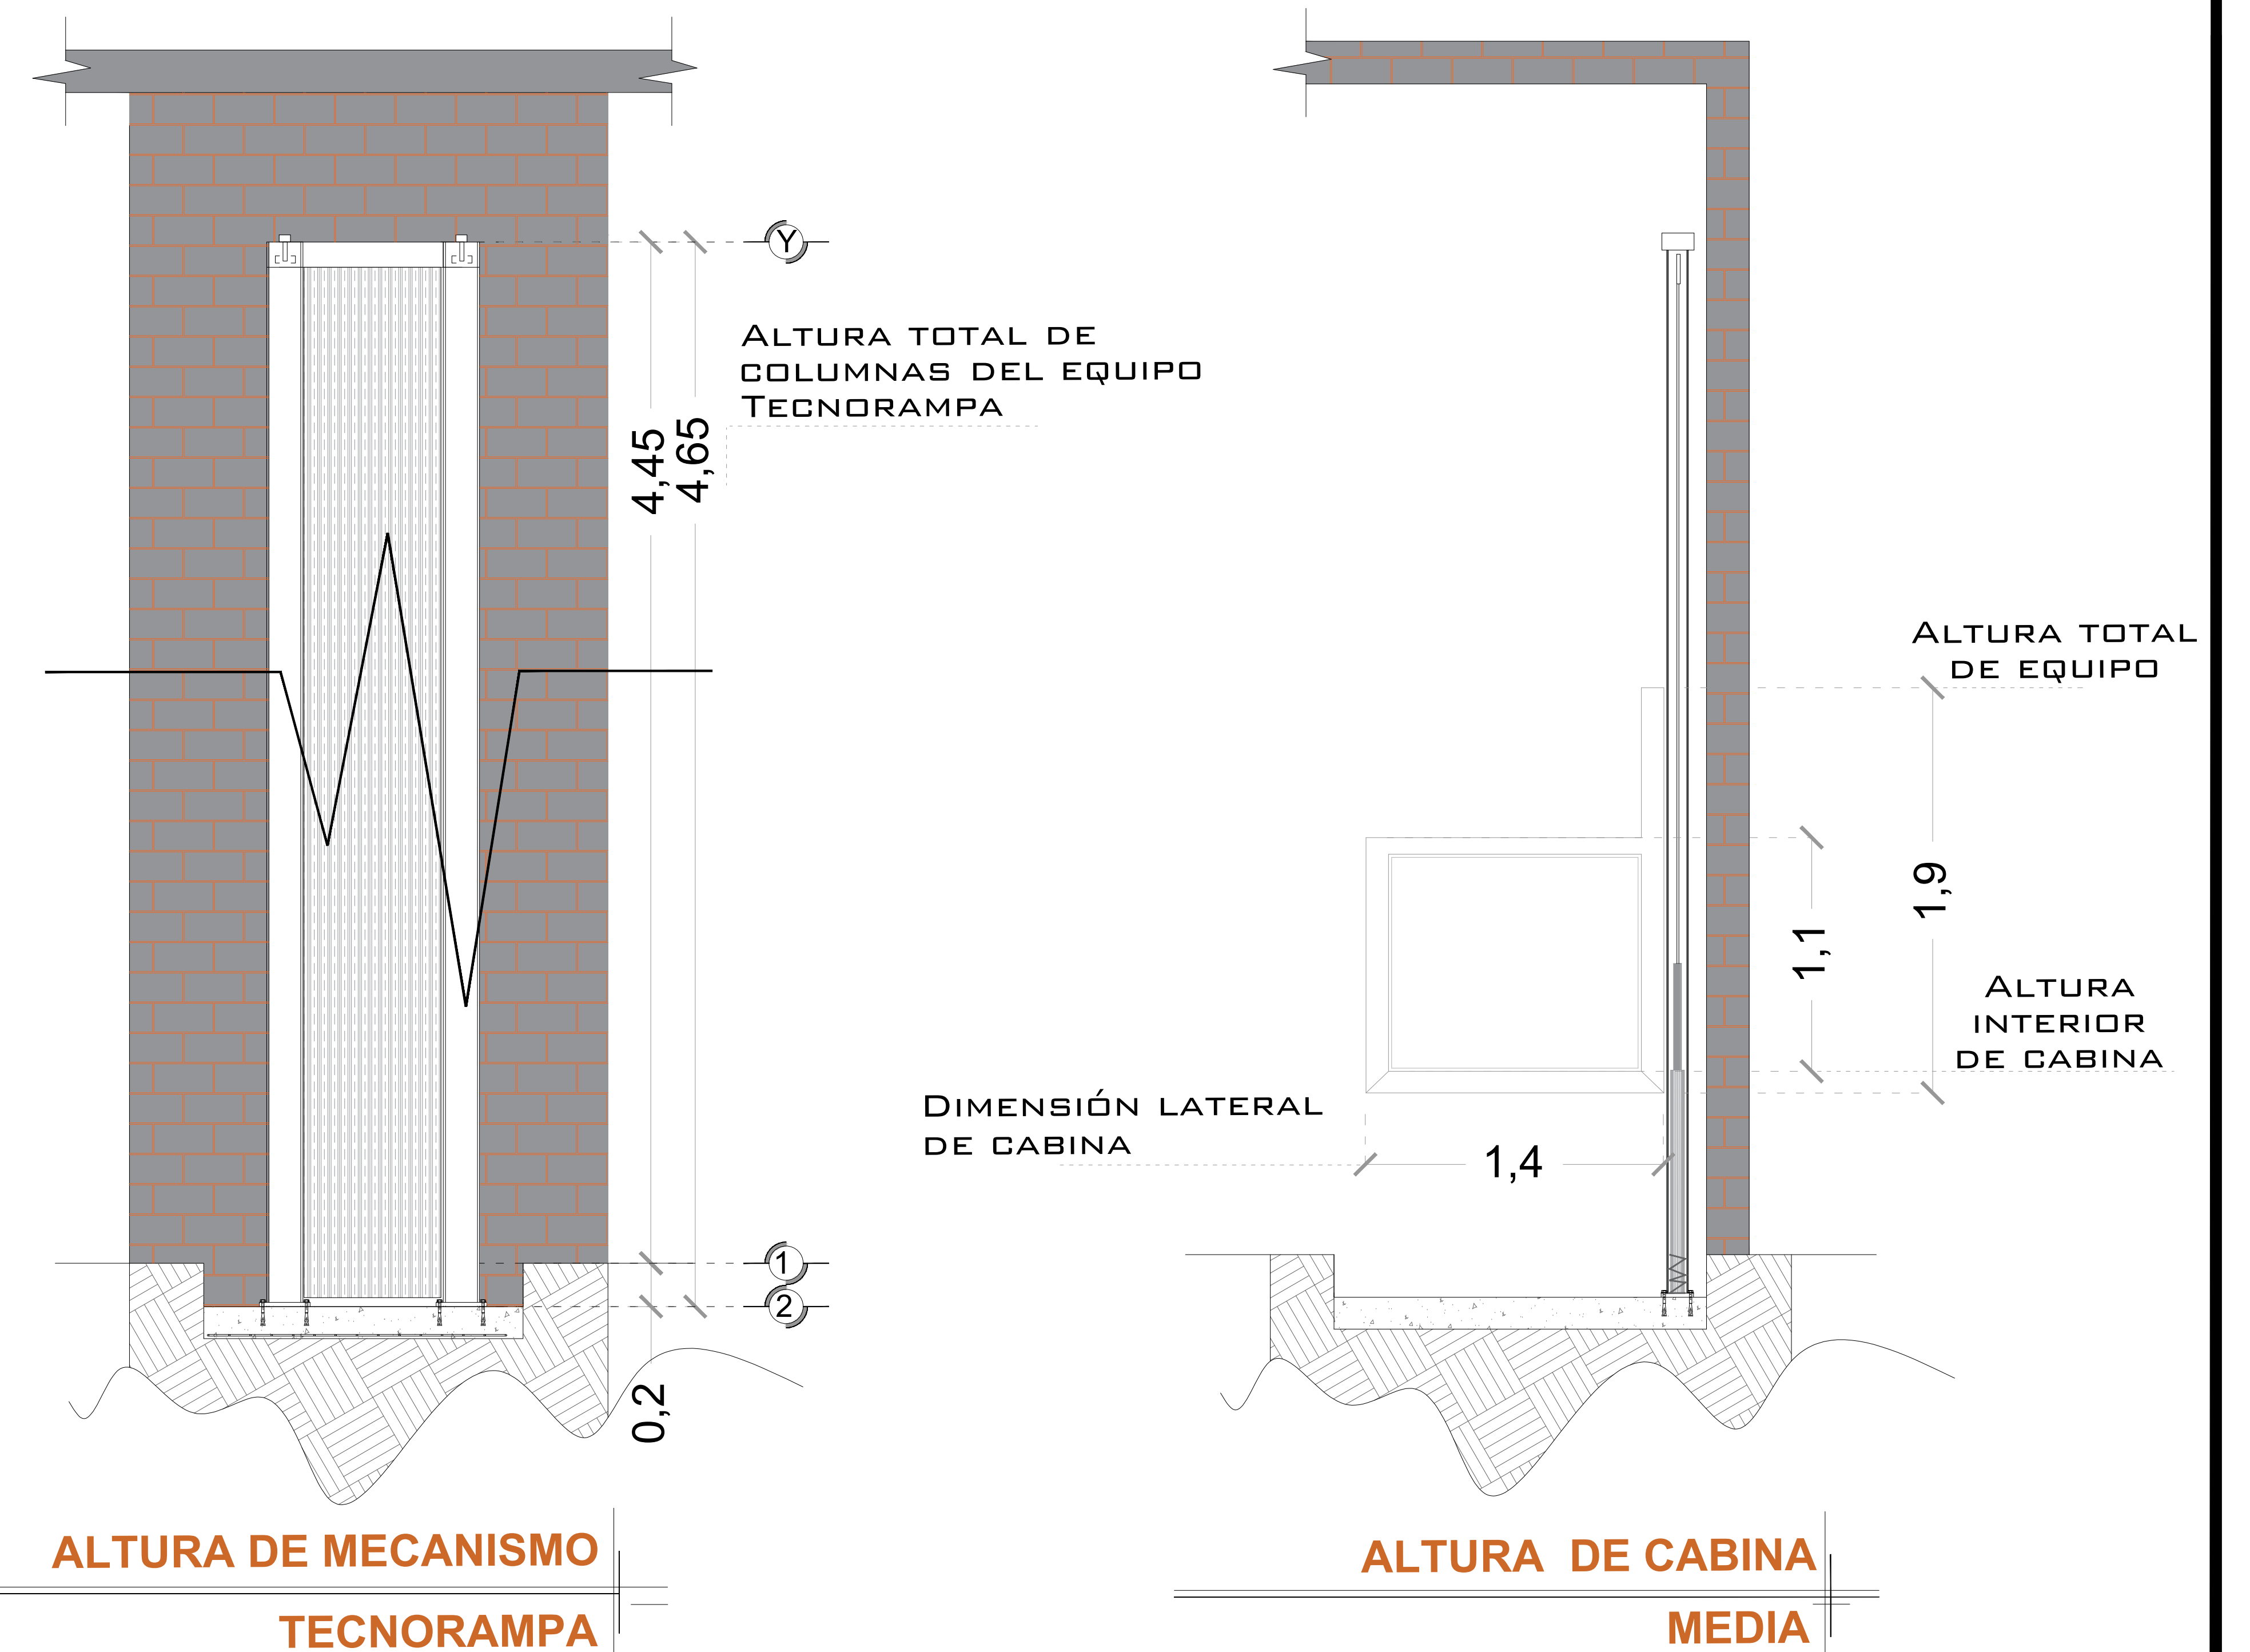 Y
ALTURA TOTAL DE
COLUMNAS DEL EQUIPO
TECNORAMPA
4,45
4,65
1
2
0,2
ALTURA DE MECANISMO
TECNORAMPA
ALTURA TOTAL
DE EQUIPO
1,9
1,1
ALTURA
INTERIOR
DE CABINA
DIMENSIÓN LATERAL
DE CABINA
1,4
ALTURA DE CABINA
MEDIA